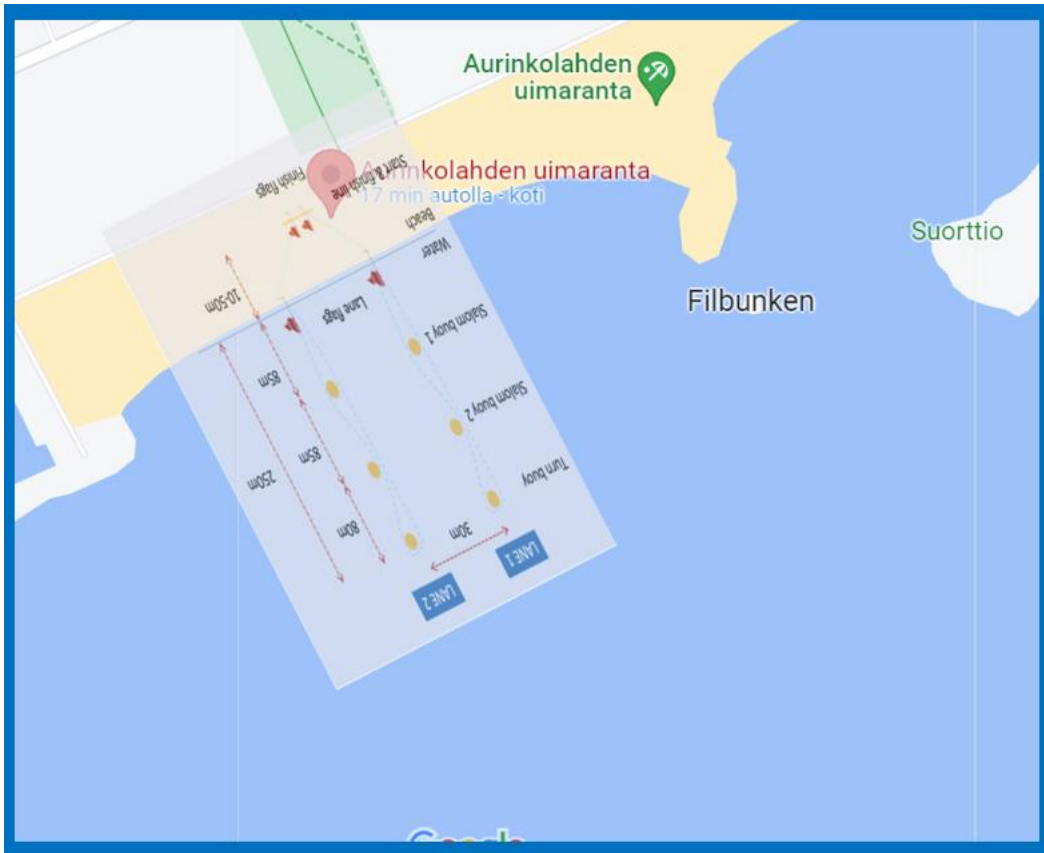 Aurinkolahden
uimaranta
Aurinkolahden uimaranta
17 min autolla - koti
Start & finish line
Finish flags
Beach
Water
Suorttio
Filbunken
10-50m
Lane flags
Slalom buoy 1
85m
Slalom buoy 2
85m
250m
Turn buoy
80m
30m
LANE 1
LANE 2
Google